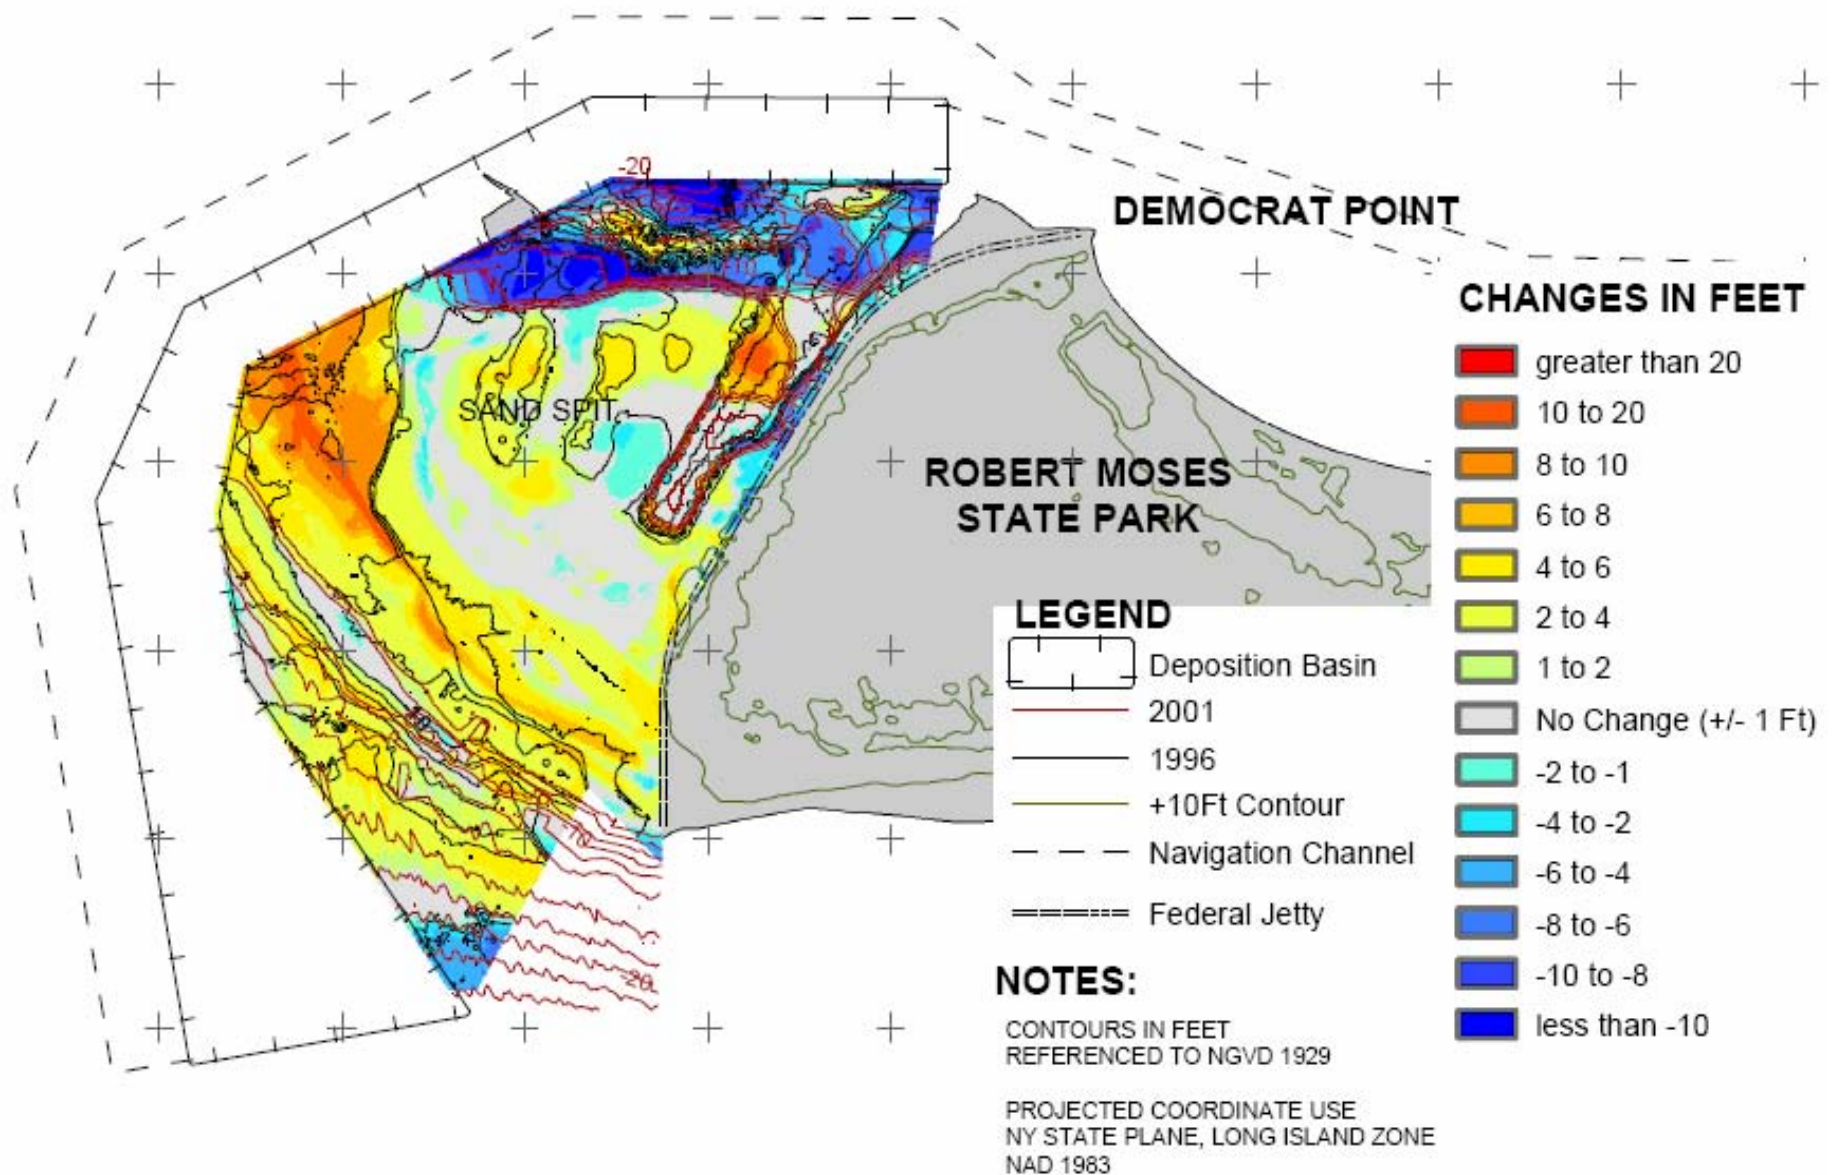 -20
DEMOCRAT POINT
SAND SPIT
ROBERT MOSES
STATE PARK
-10
-20
CHANGES IN FEET
greater than 20
10 to 20
8 to 10
6 to 8
4 to 6
2 to 4
1 to 2
No Change (+/- 1 Ft)
-2 to -1
-4 to -2
-6 to -4
-8 to -6
-10 to -8
less than -10
LEGEND
Deposition Basin
2001
1996
+10Ft Contour
Navigation Channel
Federal Jetty
NOTES:
CONTOURS IN FEET
REFERENCED TO NGVD 1929
PROJECTED COORDINATE USE
NY STATE PLANE, LONG ISLAND ZONE
NAD 1983